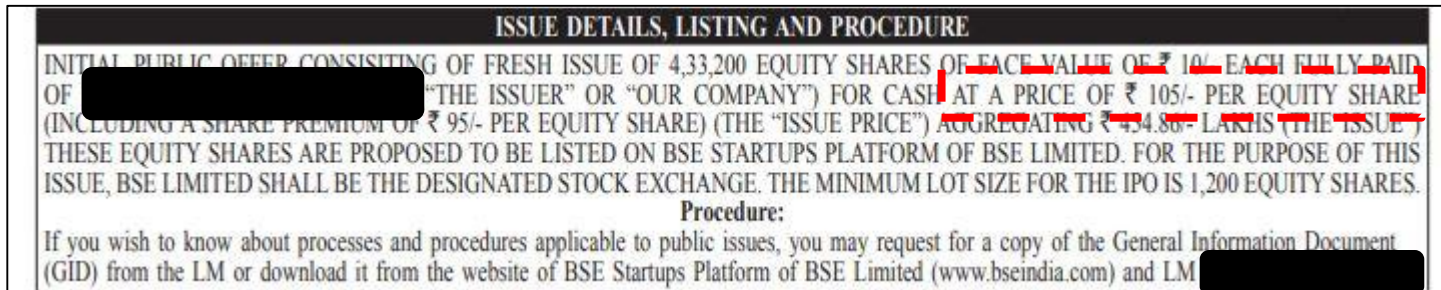 ISSUE DETAILS, LISTING AND PROCEDURE
INITIAL PUBLIC OFFER CONSISITING OF FRESH ISSUE OF 4,33,200 EQUITY SHARES OF FACE VALUE OF ₹ 10/- EACH FULLY PAID
OF “THE ISSUER” OR “OUR COMPANY”) FOR CASH AT A PRICE OF ₹ 105/- PER EQUITY SHARE
(INCLUDING A SHARE PREMIUM OF ₹ 95/- PER EQUITY SHARE) (THE “ISSUE PRICE”) AGGREGATING ₹ 454.86/- LAKHS (THE ISSUE”)
THESE EQUITY SHARES ARE PROPOSED TO BE LISTED ON BSE STARTUPS PLATFORM OF BSE LIMITED. FOR THE PURPOSE OF THIS
ISSUE, BSE LIMITED SHALL BE THE DESIGNATED STOCK EXCHANGE. THE MINIMUM LOT SIZE FOR THE IPO IS 1,200 EQUITY SHARES.
Procedure:
If you wish to know about processes and procedures applicable to public issues, you may request for a copy of the General Information Document
(GID) from the LM or download it from the website of BSE Startups Platform of BSE Limited (www.bseindia.com) and LM